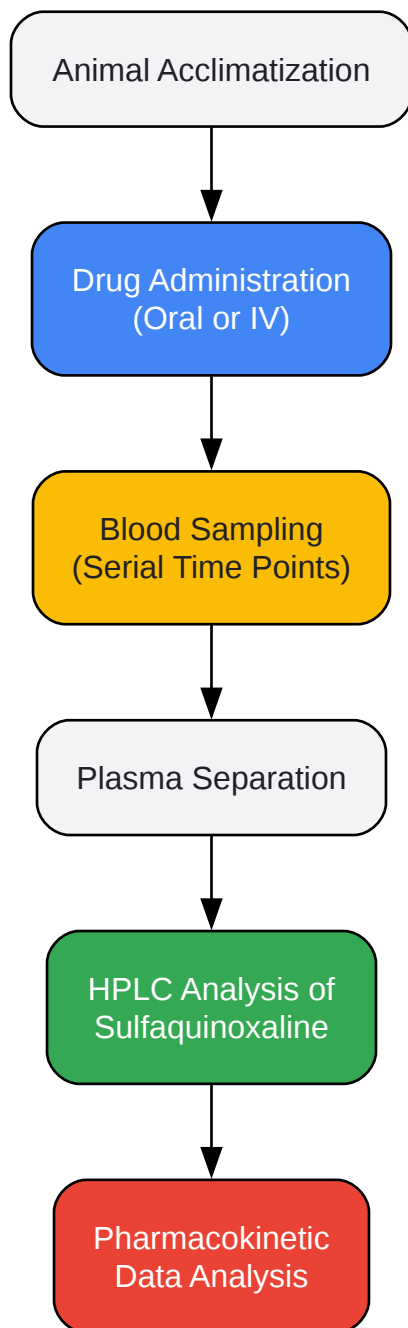 Animal Acclimatization
Drug Administration
(Oral or IV)
Blood Sampling
(Serial Time Points)
Plasma Separation
HPLC Analysis of
Sulfaquinoxaline
Pharmacokinetic
Data Analysis